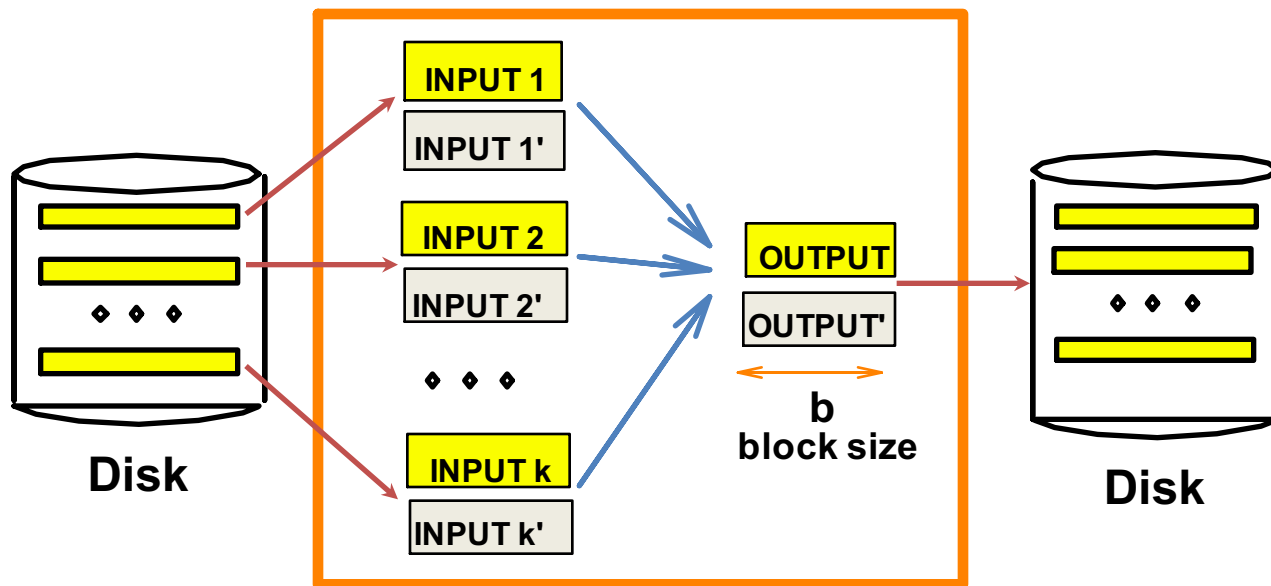 INPUT 1
INPUT 1'
INPUT 2
INPUT 2'
INPUT k
INPUT k'
OUTPUT
OUTPUT'
b
block size
Disk
Disk